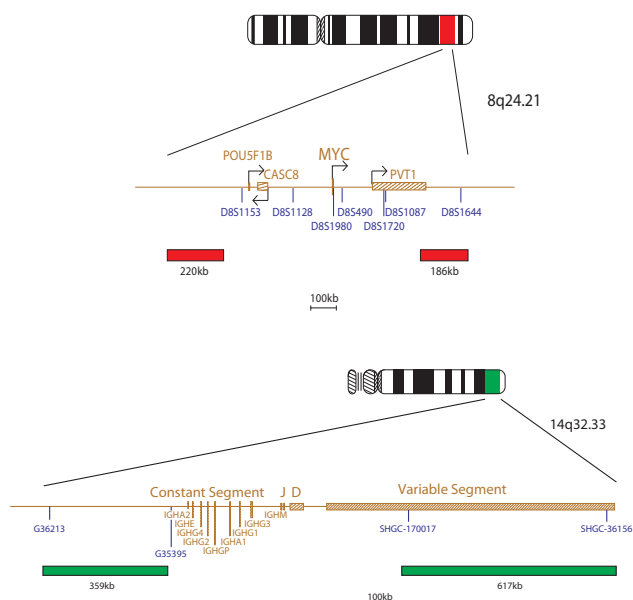 8q24.21
MYC
POU5F1B
CASC8
PVT1
D8S1153
D8S1128
D8S490
D8S1087
D8S1644
D8S1980
D8S1720
220kb
186kb
100kb
14q32.33
Constant Segment
J
D
Variable Segment
IGHA2
IGHM
IGHE
IGHG3
G36213
SHGC-170017
SHGC-36156
IGHG4
IGHG1
G35395
IGHG2
IGHA1
IGHGP
359kb
617kb
100kb